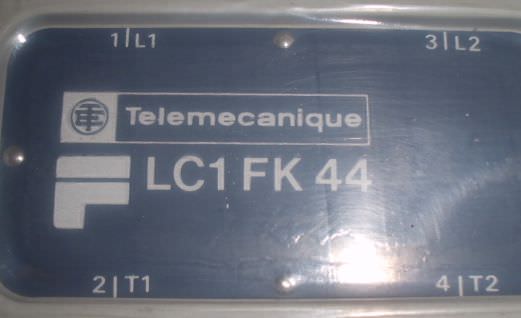 1|L1 3|L2
Telemecanique
LC1 FK 44
2|T1 4|T2